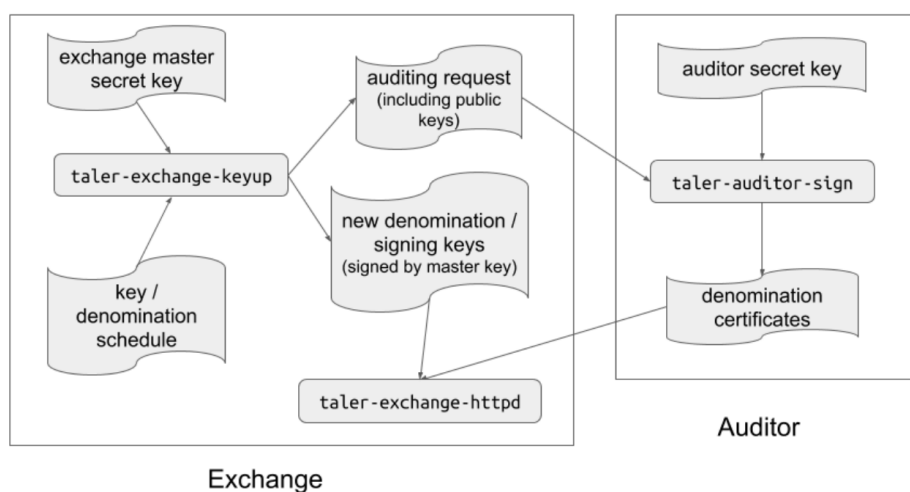 exchange master
secret key
auditing request
(including public
keys)
auditor secret key
taler-exchange-keyup
taler-auditor-sign
new denomination /
signing keys
(signed by master key)
key /
denomination
schedule
denomination
certificates
taler-exchange-httpd
Auditor
Exchange